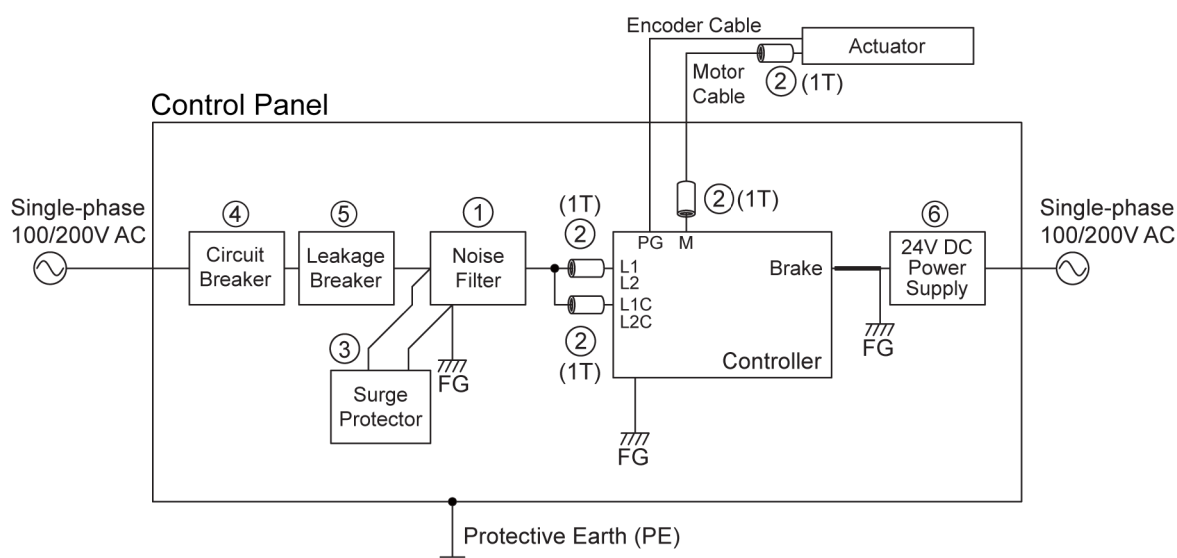 Encoder Cable
Actuator
Motor
Cable
② (1T)
Control Panel
Single-phase
100/200V AC
④
Circuit
Breaker
⑤
Leakage
Breaker
①
Noise
Filter
③
Surge
Protector
FG
(1T)
②
②
(1T)
② (1T)
PG M
L1
L2
L1C
L2C
Brake
Controller
FG
⑥
24V DC
Power
Supply
FG
Single-phase
100/200V AC
Protective Earth (PE)